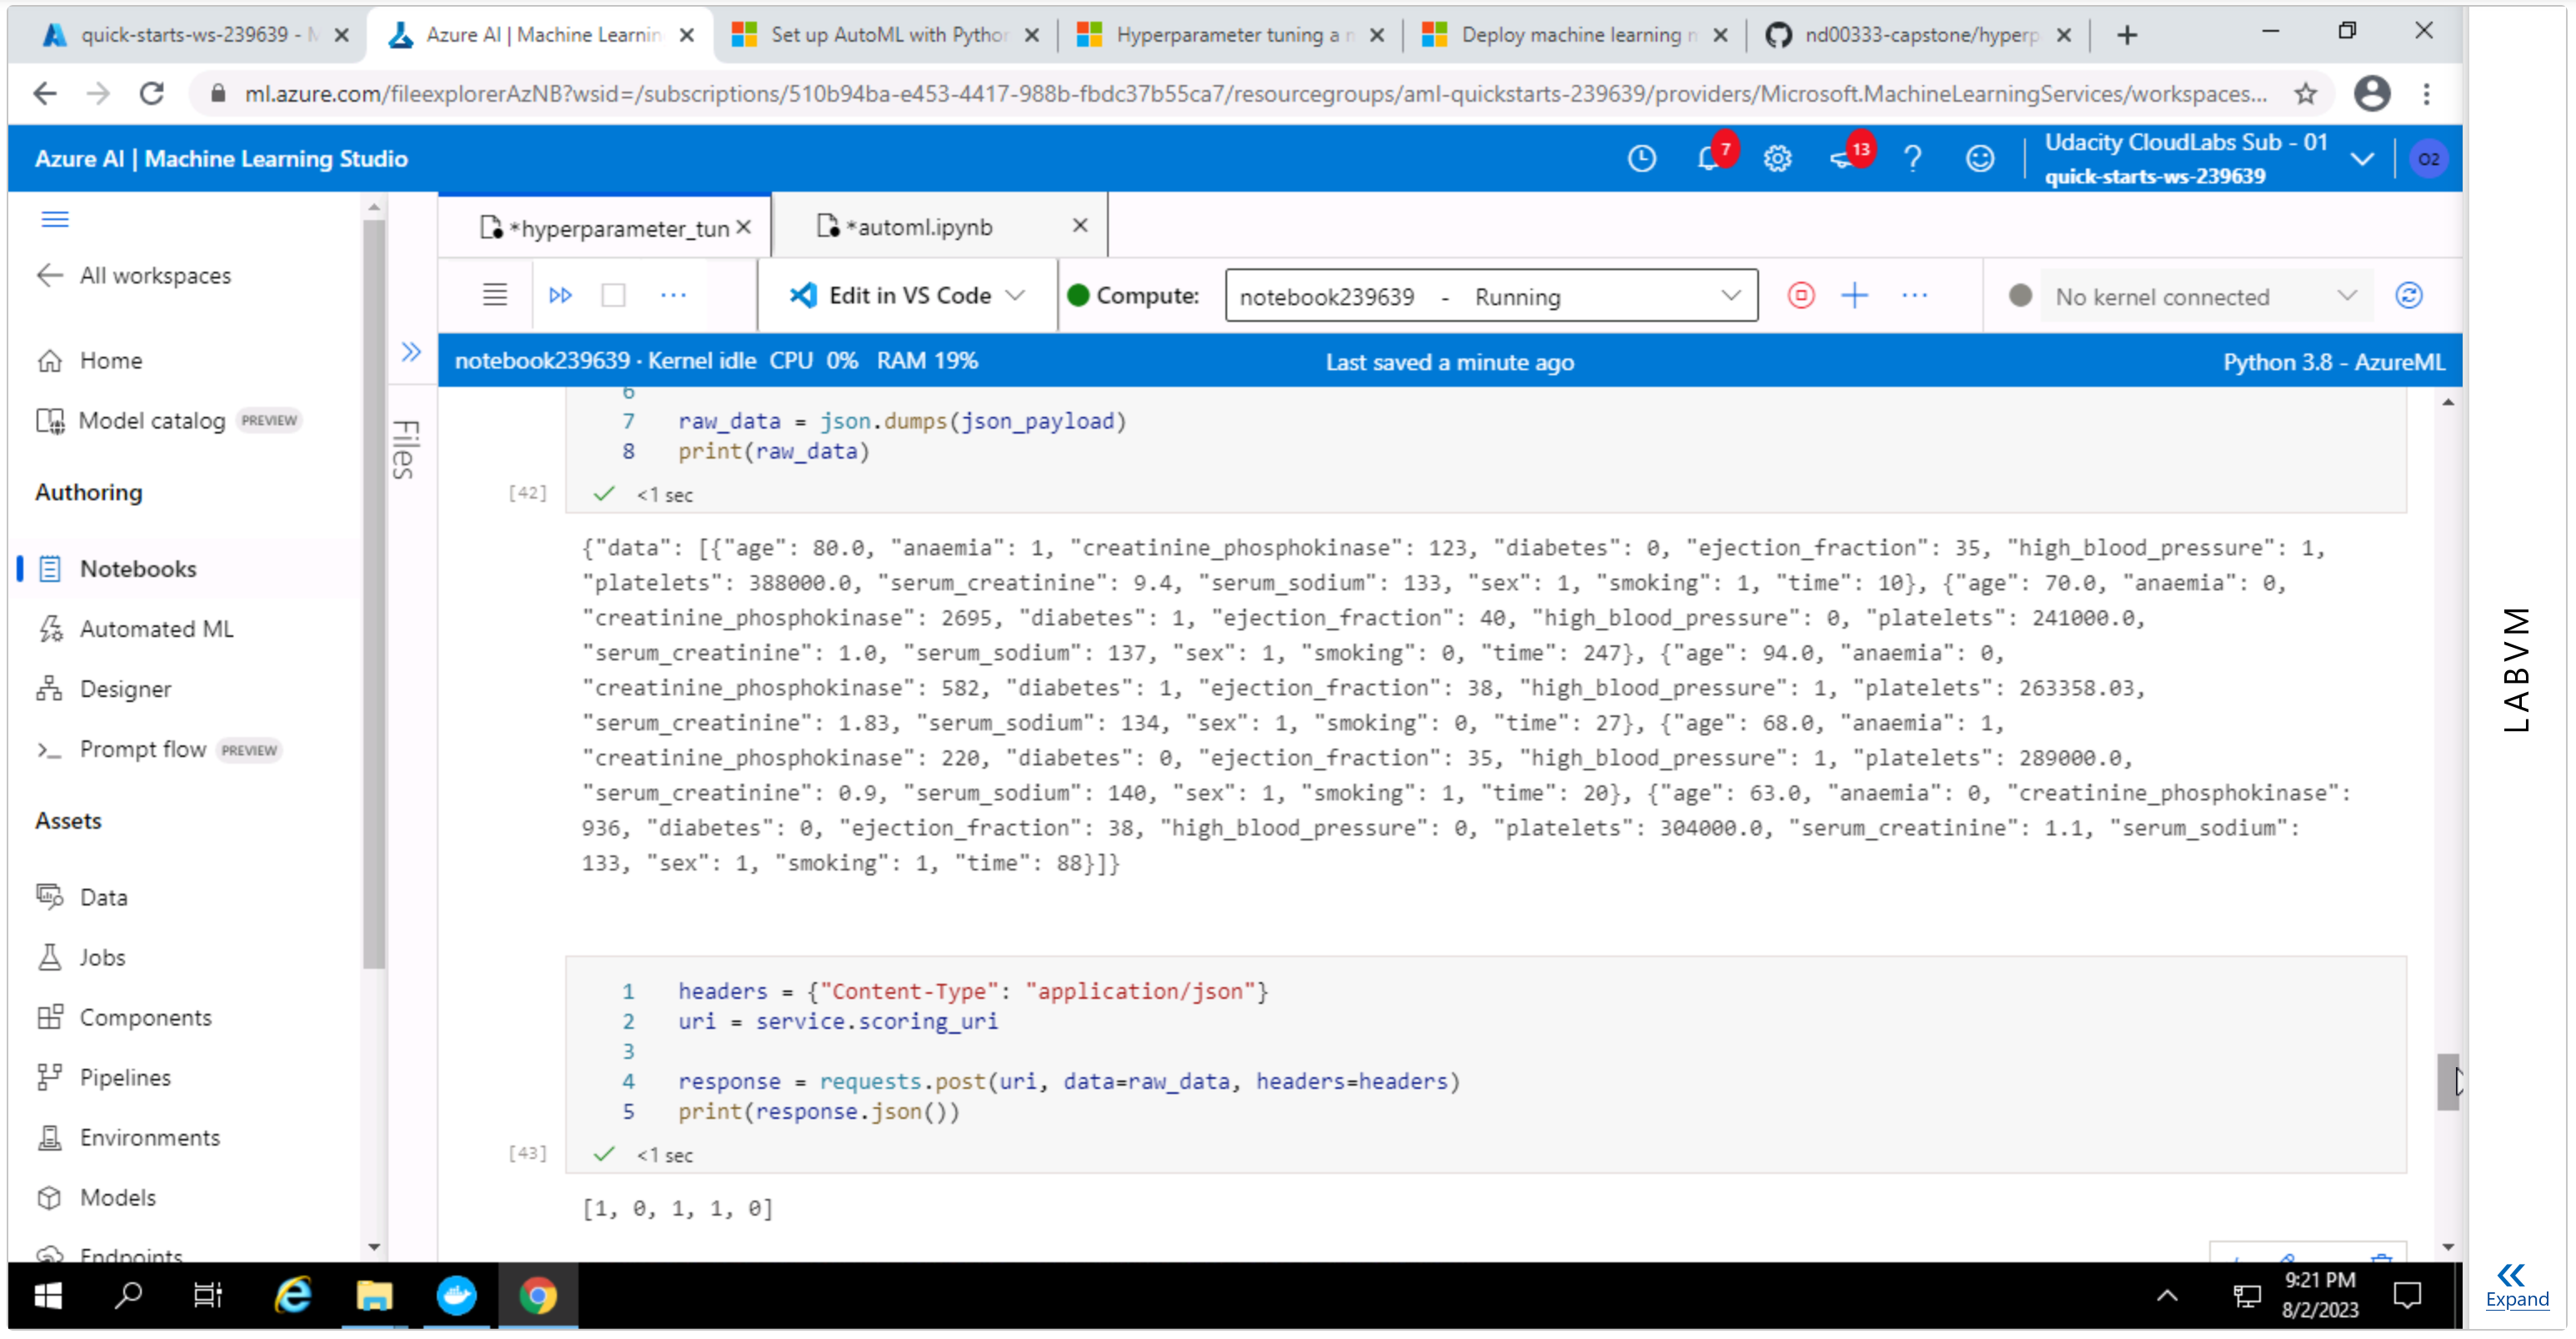 quick-starts-ws-239639 - M
Azure AI | Machine Learnin
Set up AutoML with Python
Hyperparameter tuning a m
Deploy machine learning m
nd00333-capstone/hyperp
ml.azure.com/fileexplorerAzNB?wsid=/subscriptions/510b94ba-e453-4417-988b-fbdc37b55ca7/resourcegroups/aml-quickstarts-239639/providers/Microsoft.MachineLearningServices/workspaces...
Azure AI | Machine Learning Studio
7
13
Udacity CloudLabs Sub - 01
quick-starts-ws-239639
O2
*hyperparameter_tun
*automl.ipynb
Edit in VS Code
Compute:
notebook239639 - Running
No kernel connected
notebook239639 · Kernel idle CPU 0% RAM 19%
Last saved a minute ago
Python 3.8 - AzureML
All workspaces
Home
Model catalog PREVIEW
Authoring
Notebooks
Automated ML
Designer
Prompt flow PREVIEW
Assets
Data
Jobs
Components
Pipelines
Environments
Models
Endpoints
Files
6
7 raw_data = json.dumps(json_payload)
8 print(raw_data)
[42] <1 sec
{"data": [{"age": 80.0, "anaemia": 1, "creatinine_phosphokinase": 123, "diabetes": 0, "ejection_fraction": 35, "high_blood_pressure": 1,
"platelets": 388000.0, "serum_creatinine": 9.4, "serum_sodium": 133, "sex": 1, "smoking": 1, "time": 10}, {"age": 70.0, "anaemia": 0,
"creatinine_phosphokinase": 2695, "diabetes": 1, "ejection_fraction": 40, "high_blood_pressure": 0, "platelets": 241000.0,
"serum_creatinine": 1.0, "serum_sodium": 137, "sex": 1, "smoking": 0, "time": 247}, {"age": 94.0, "anaemia": 0,
"creatinine_phosphokinase": 582, "diabetes": 1, "ejection_fraction": 38, "high_blood_pressure": 1, "platelets": 263358.03,
"serum_creatinine": 1.83, "serum_sodium": 134, "sex": 1, "smoking": 0, "time": 27}, {"age": 68.0, "anaemia": 1,
"creatinine_phosphokinase": 220, "diabetes": 0, "ejection_fraction": 35, "high_blood_pressure": 1, "platelets": 289000.0,
"serum_creatinine": 0.9, "serum_sodium": 140, "sex": 1, "smoking": 1, "time": 20}, {"age": 63.0, "anaemia": 0, "creatinine_phosphokinase":
936, "diabetes": 0, "ejection_fraction": 38, "high_blood_pressure": 0, "platelets": 304000.0, "serum_creatinine": 1.1, "serum_sodium":
133, "sex": 1, "smoking": 1, "time": 88}]}
1 headers = {"Content-Type": "application/json"}
2 uri = service.scoring_uri
3
4 response = requests.post(uri, data=raw_data, headers=headers)
5 print(response.json())
[43] <1 sec
[1, 0, 1, 1, 0]
9:21 PM
8/2/2023
LABVM
Expand